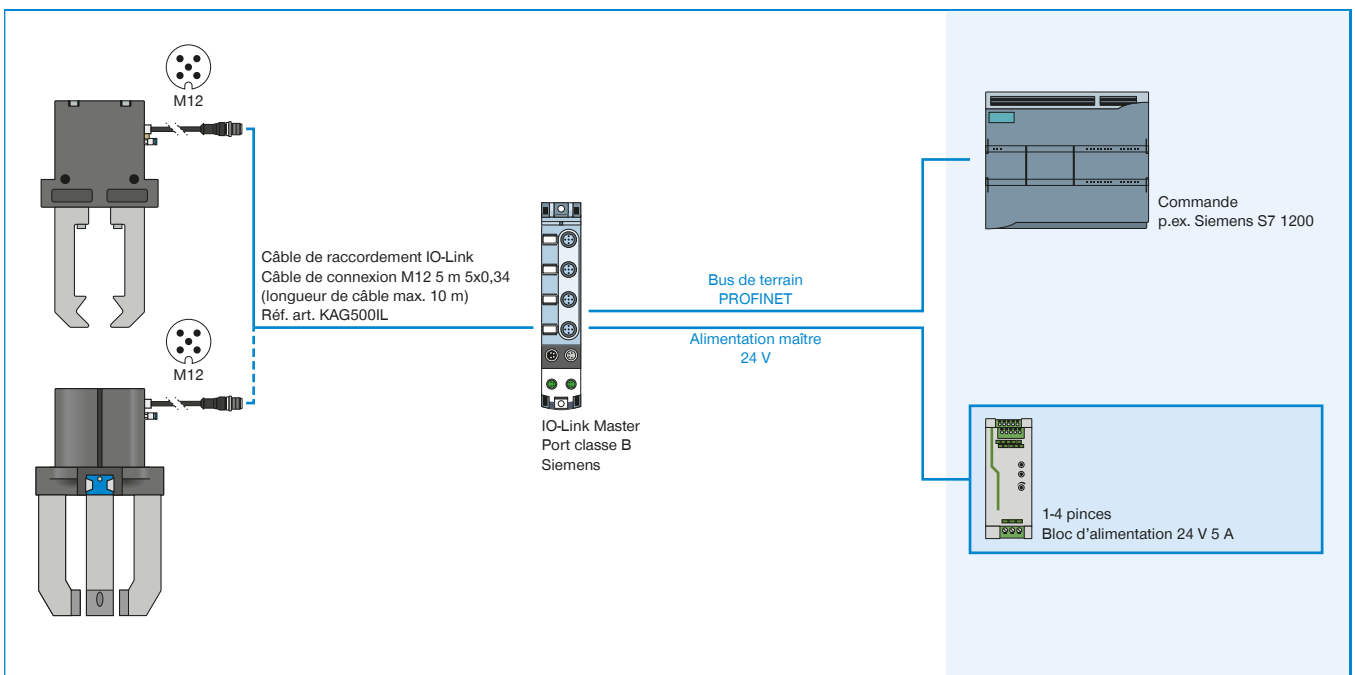 M12
Câble de raccordement IO-Link
Câble de connexion M12 5 m 5x0,34
(longueur de câble max. 10 m)
Réf. art. KAG500IL
M12
IO-Link Master
Port classe B
Siemens
Bus de terrain
PROFINET
Alimentation maître
24 V
Commande
p.ex. Siemens S7 1200
1-4 pinces
Bloc d'alimentation 24 V 5 A